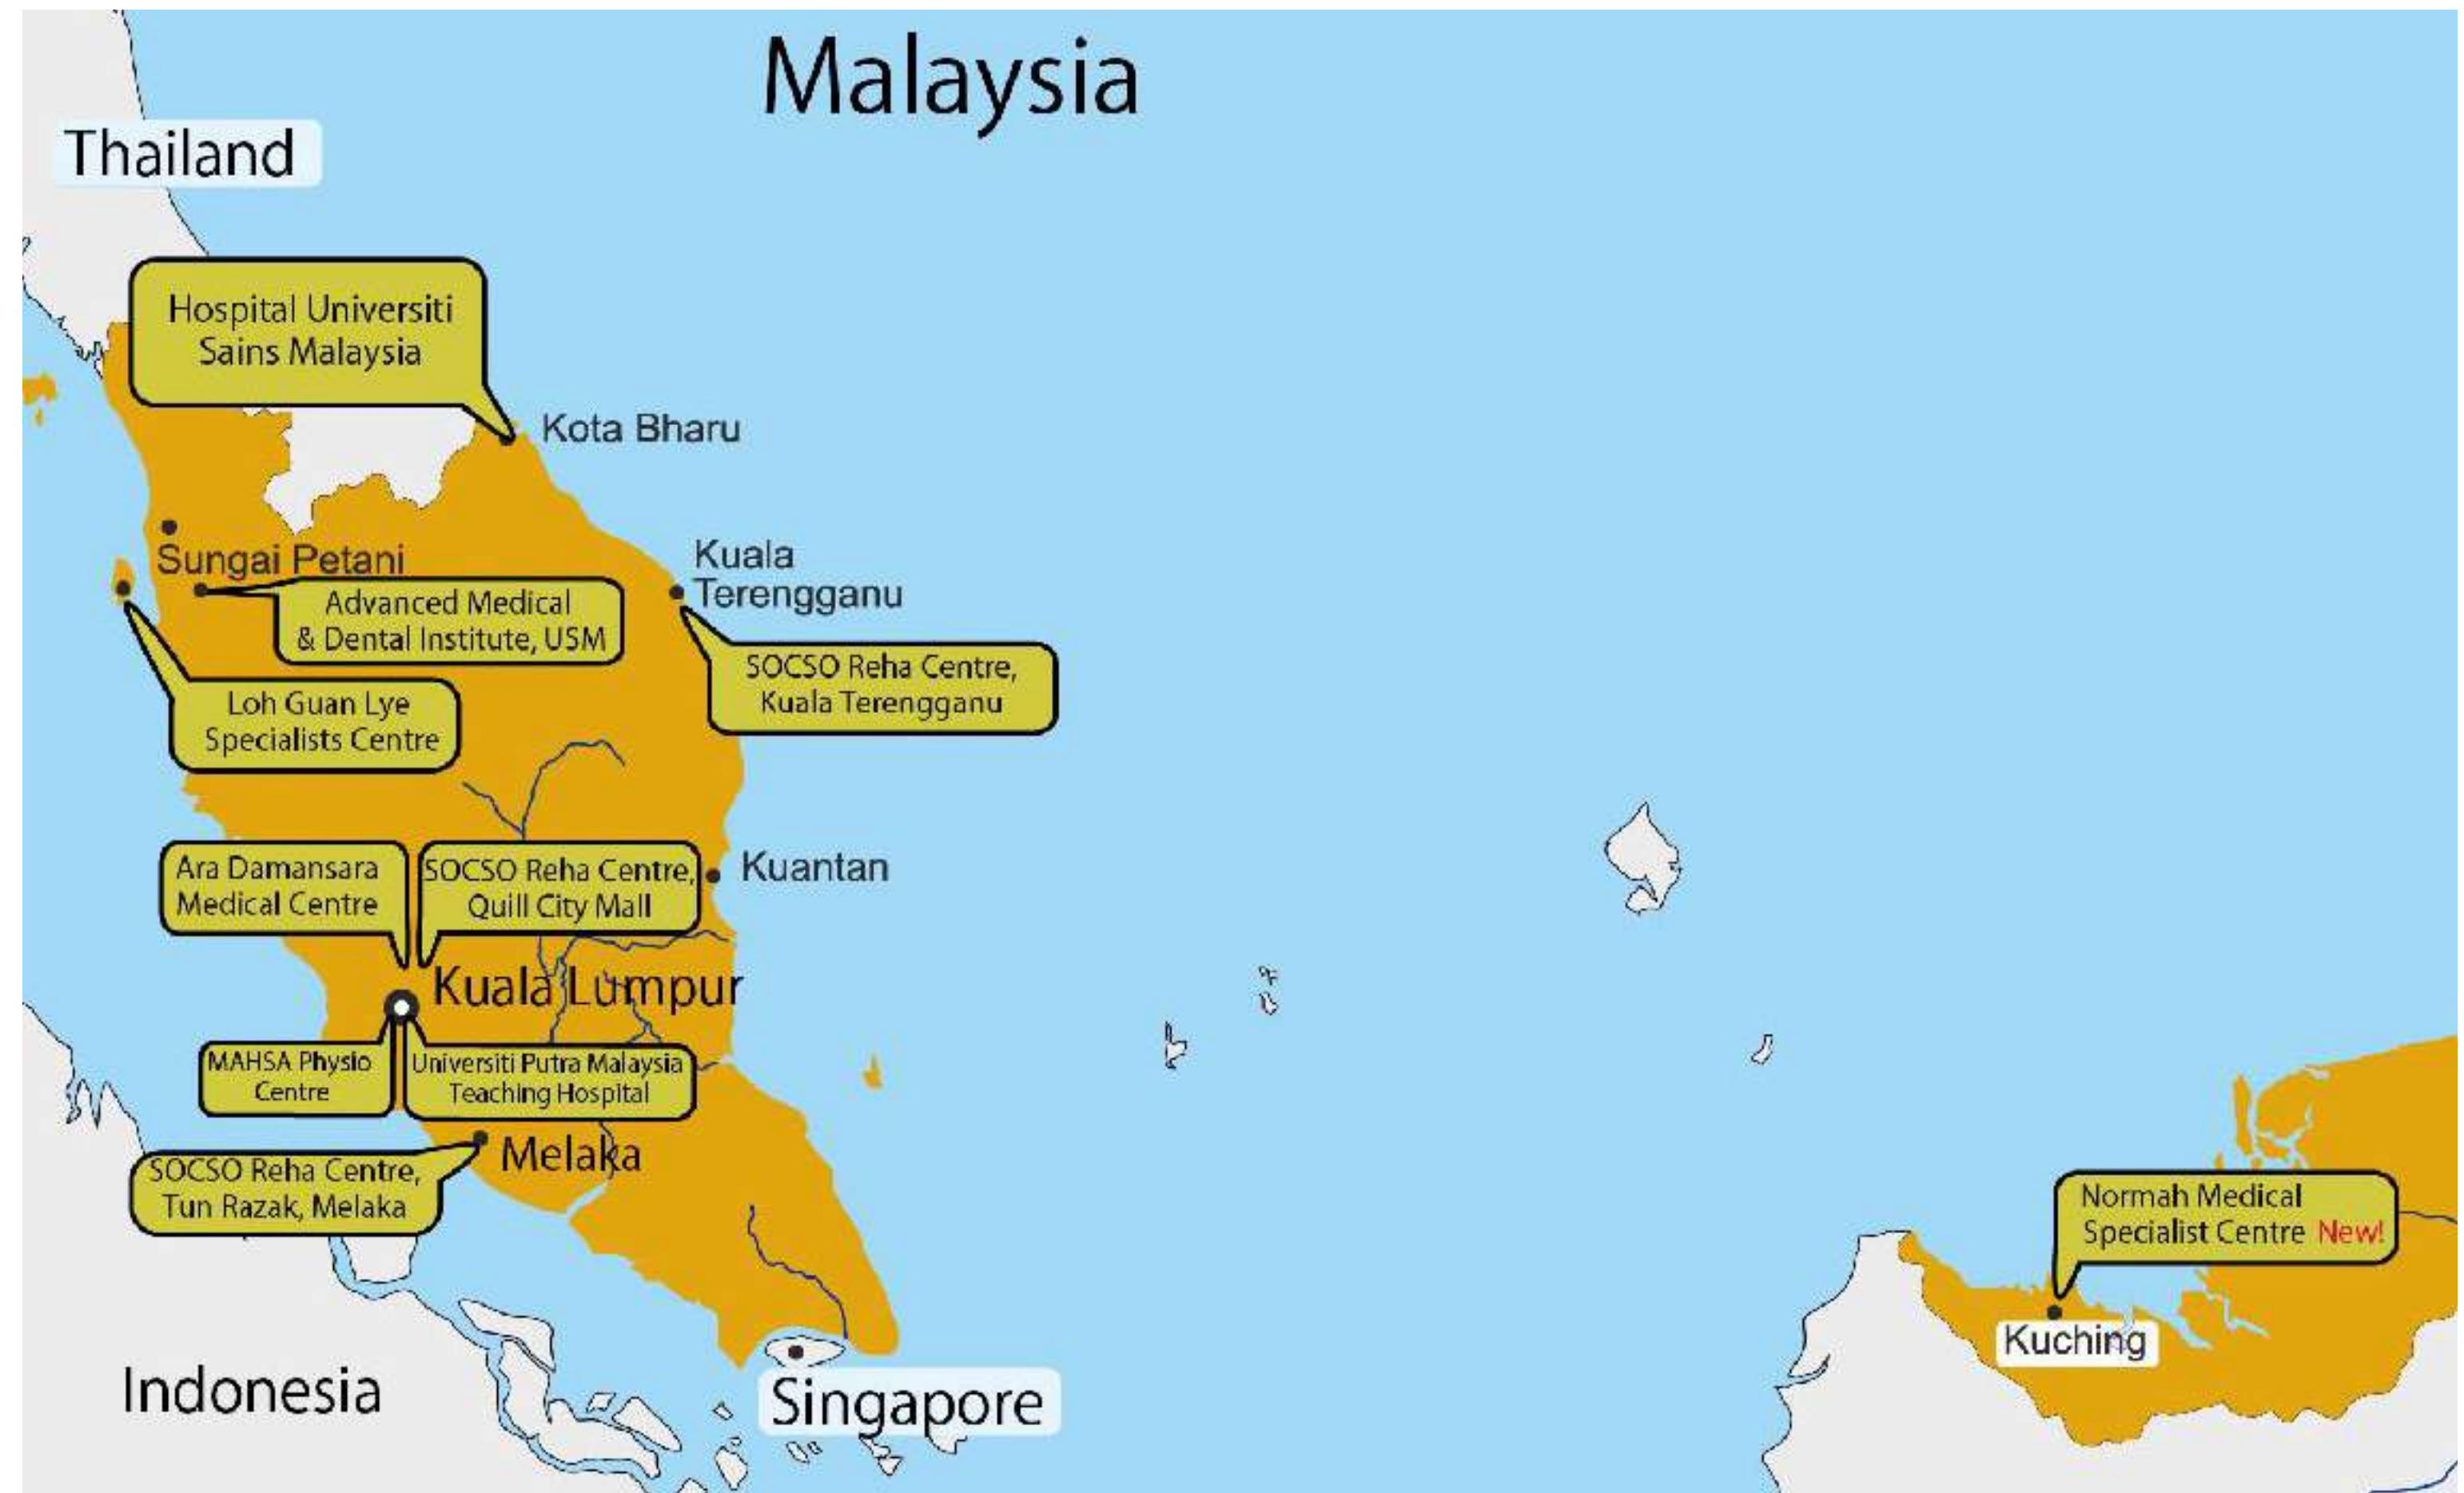 Malaysia
Thailand
Hospital Universiti
Sains Malaysia
Kota Bharu
Sungai Petani
Kuala
Terengganu
Advanced Medical
& Dental Institute, USM
SOCSO Reha Centre,
Kuala Terengganu
Loh Guan Lye
Specialists Centre
Ara Damansara
Medical Centre
SOCSO Reha Centre,
Quill City Mall
Kuantan
Kuala Lumpur
MAHSA Physio
Centre
Universiti Putra Malaysia
Teaching Hospital
Melaka
SOCSO Reha Centre,
Tun Razak, Melaka
Normah Medical
Specialist Centre New!
Kuching
Indonesia
Singapore